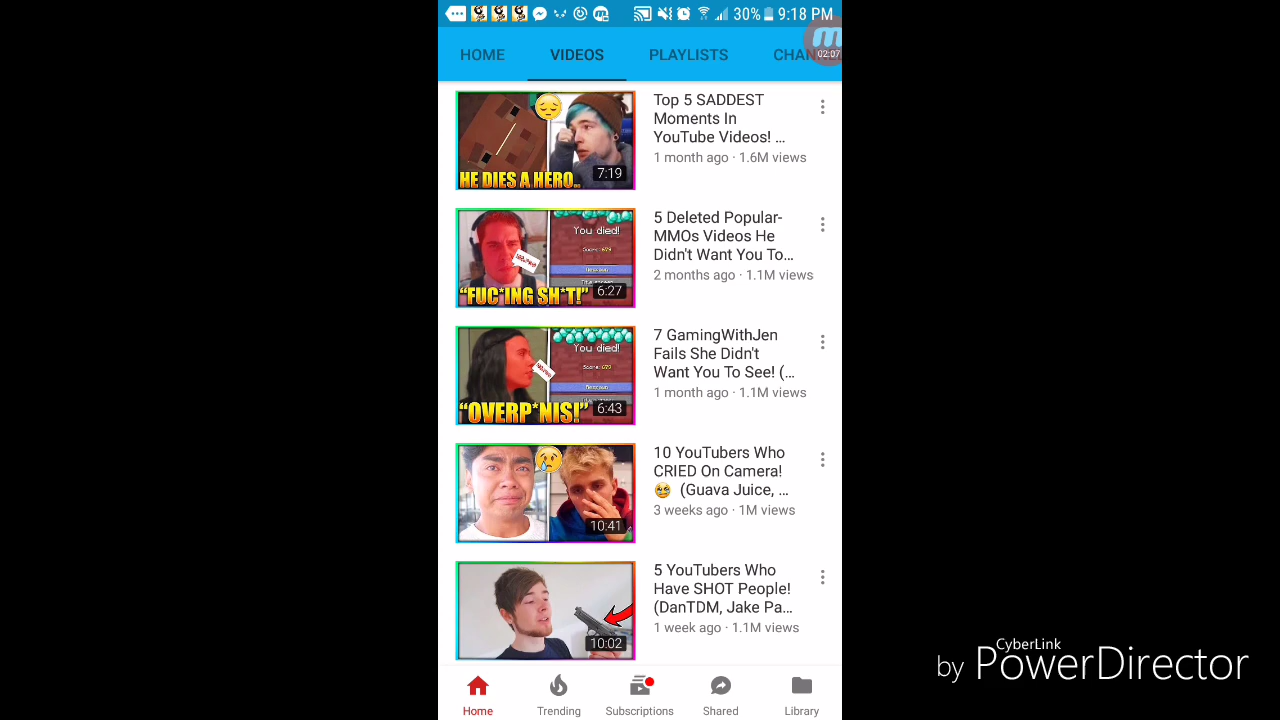 30% 9:18 PM
02:07
HOME VIDEOS PLAYLISTS CHAN
Top 5 SADDEST
Moments In
YouTube Videos! ...
1 month ago · 1.6M views
HE DIES A HERO..
7:19
5 Deleted Popular-
MMOs Videos He
Didn't Want You To...
2 months ago · 1.1M views
You died!
"FUC*ING SH*T!"
6:27
7 GamingWithJen
Fails She Didn't
Want You To See! (...
1 month ago · 1.1M views
You died!
"OVERP*NIS!"
6:43
10 YouTubers Who
CRIED On Camera!
🥺 (Guava Juice, ...
3 weeks ago · 1M views
10:41
5 YouTubers Who
Have SHOT People!
(DanTDM, Jake Pa...
1 week ago · 1.1M views
10:02
Home Trending Subscriptions Shared Library
CyberLink
by PowerDirector